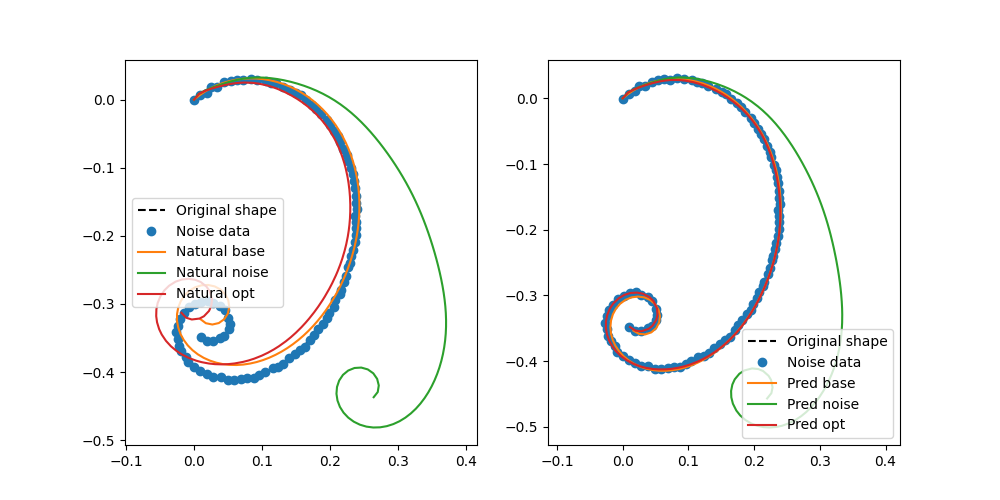 0.0
−0.1
−0.2
−0.3
−0.4
−0.5
−0.1
0.0
0.1
0.2
0.3
0.4
Original shape
Noise data
Natural base
Natural noise
Natural opt
0.0
−0.1
−0.2
−0.3
−0.4
−0.5
−0.1
0.0
0.1
0.2
0.3
0.4
Original shape
Noise data
Pred base
Pred noise
Pred opt